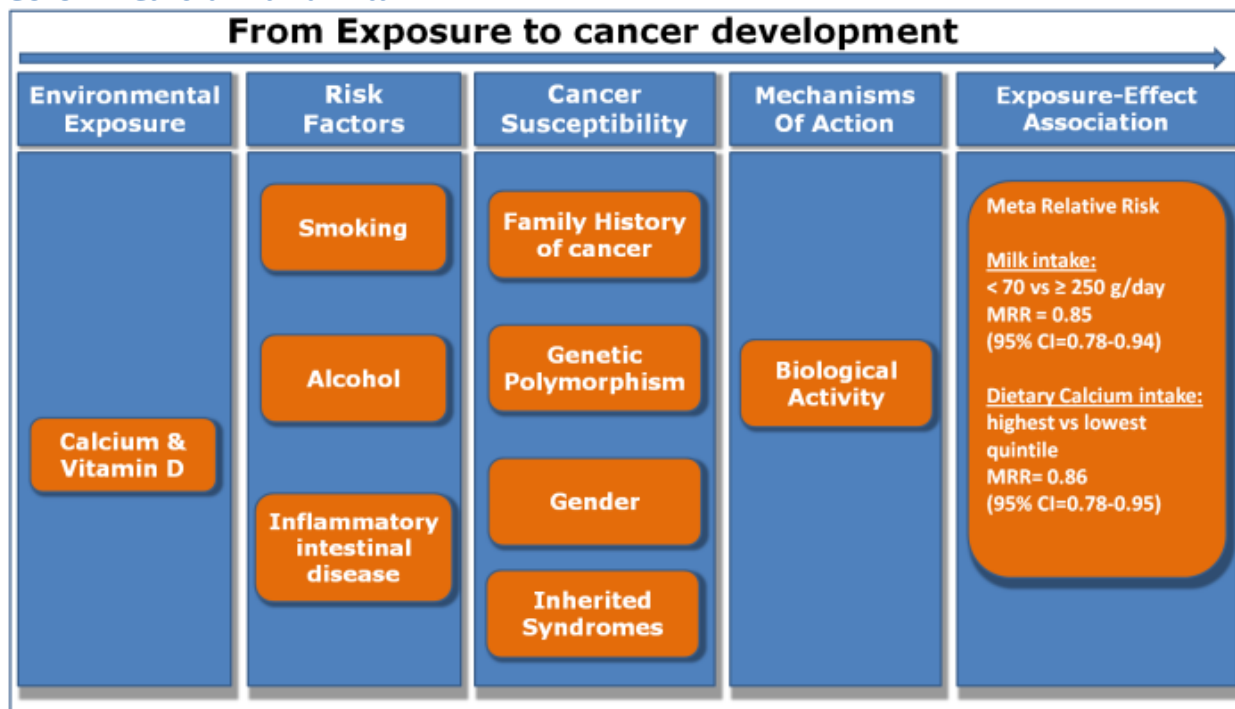 From Exposure to cancer development
Environmental
Exposure
Risk
Factors
Cancer
Susceptibility
Mechanisms
Of Action
Exposure-Effect
Association
Calcium &
Vitamin D
Smoking
Alcohol
Inflammatory
intestinal
disease
Family History
of cancer
Genetic
Polymorphism
Gender
Inherited
Syndromes
Biological
Activity
Meta Relative Risk
Milk intake:
< 70 vs ≥ 250 g/day
MRR = 0.85
(95% CI=0.78-0.94)
Dietary Calcium intake:
highest vs lowest
quintile
MRR= 0.86
(95% CI=0.78-0.95)